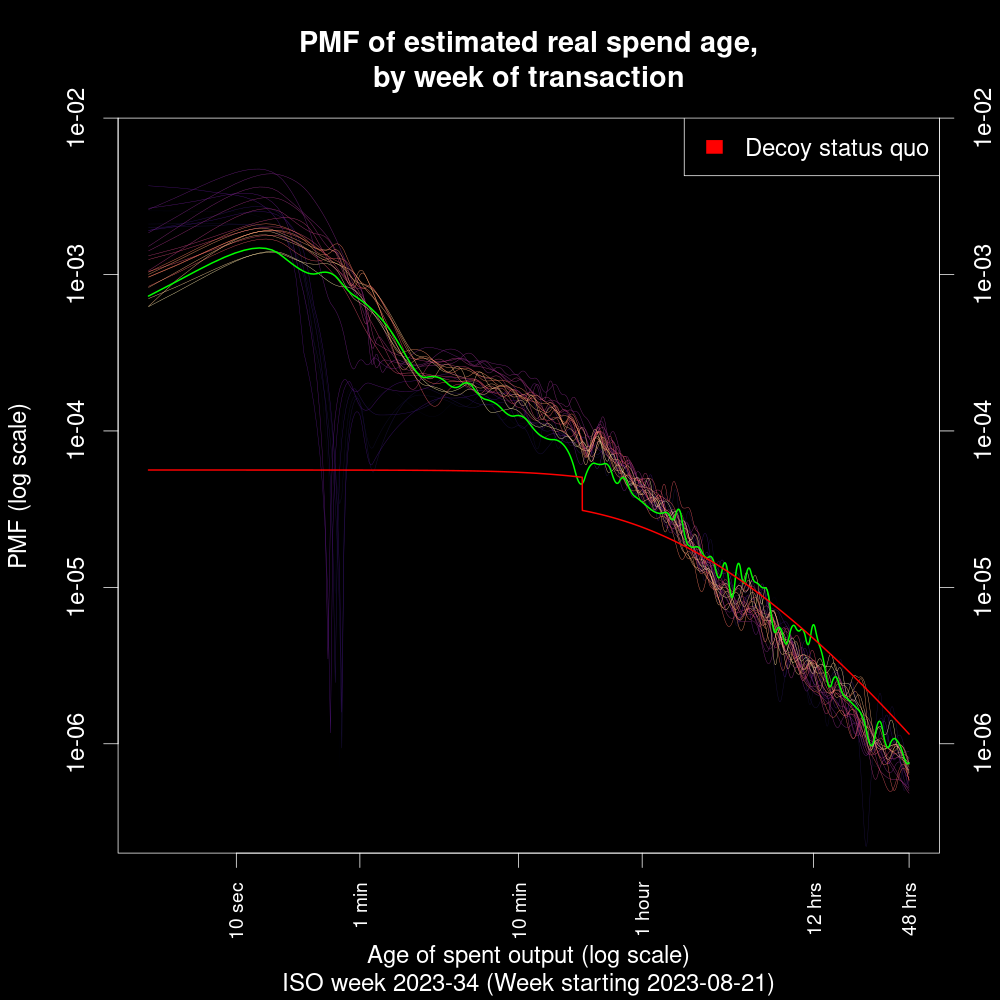 PMF of estimated real spend age,
by week of transaction
Decoy status quo
PMF (log scale)
1e-02
1e-03
1e-04
1e-05
1e-06
1e-02
1e-03
1e-04
1e-05
1e-06
10 sec
1 min
10 min
1 hour
12 hrs
48 hrs
Age of spent output (log scale)
ISO week 2023-34 (Week starting 2023-08-21)